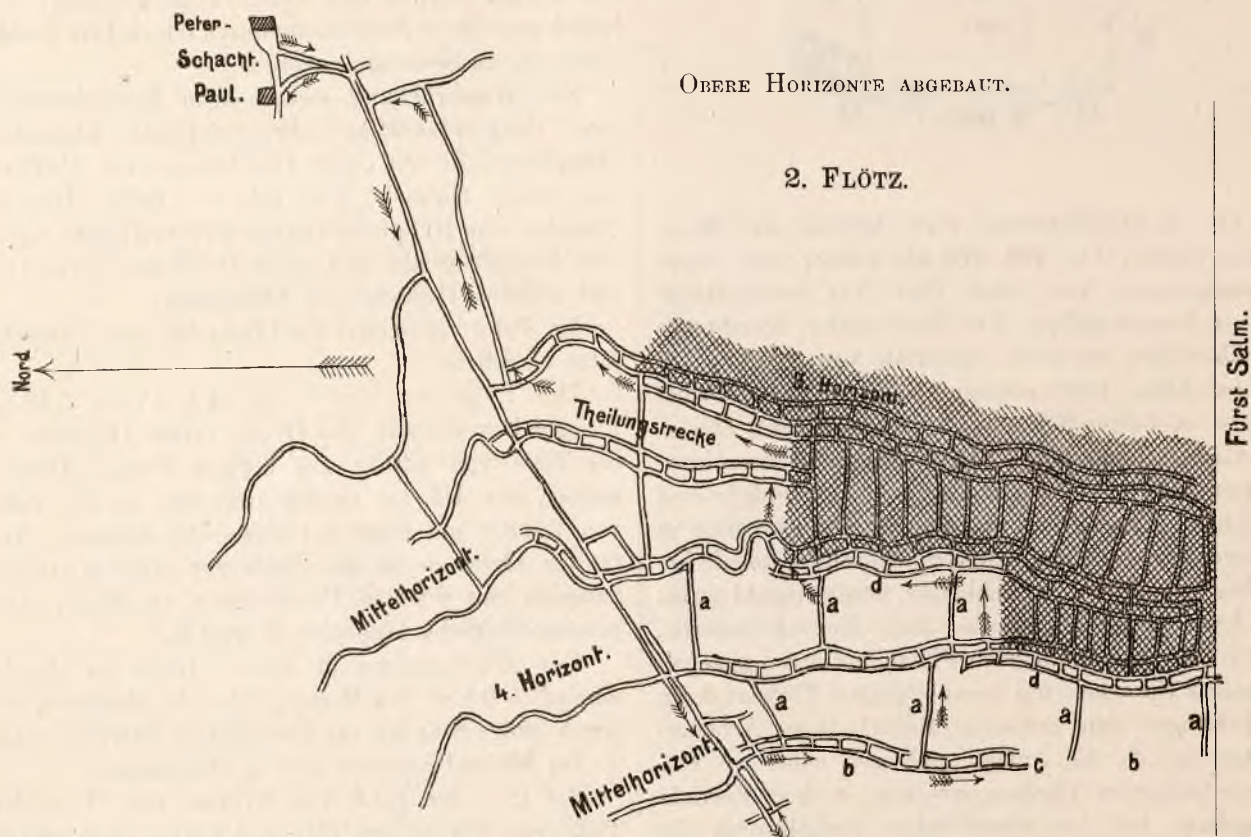 Peter-
Schacht.
Paul.
OBERE HORIZONTE ABGEBAUT.
2. FLÖTZ.
Nord
Fürst Salm.
3. Horizont.
Theilungstrecke
Mittelhorizont.
d
a
a
a
4. Horizont.
d
a
a
a
a
Mittelhorizont.
b
c
b